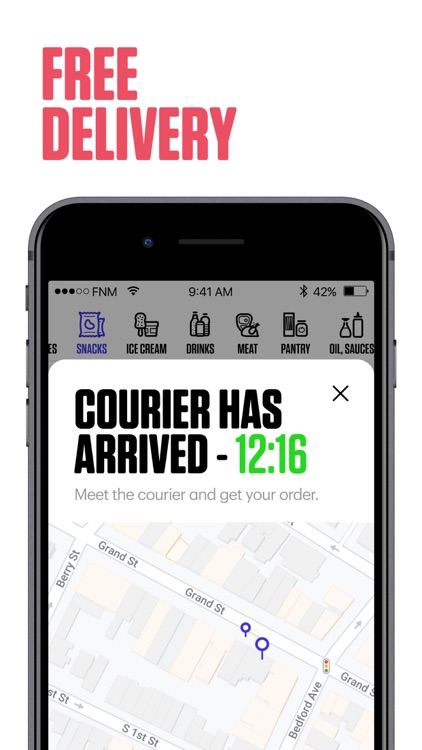 FREE
DELIVERY
FNM 9:41 AM 42%
ES SNACKS ICE CREAM DRINKS MEAT PANTRY OIL, SAUCES
COURIER HAS
ARRIVED - 12:16
Meet the courier and get your order.
Grand St
Berry St
Grand St
Grand St
Bedford Ave
st St
S 1st St